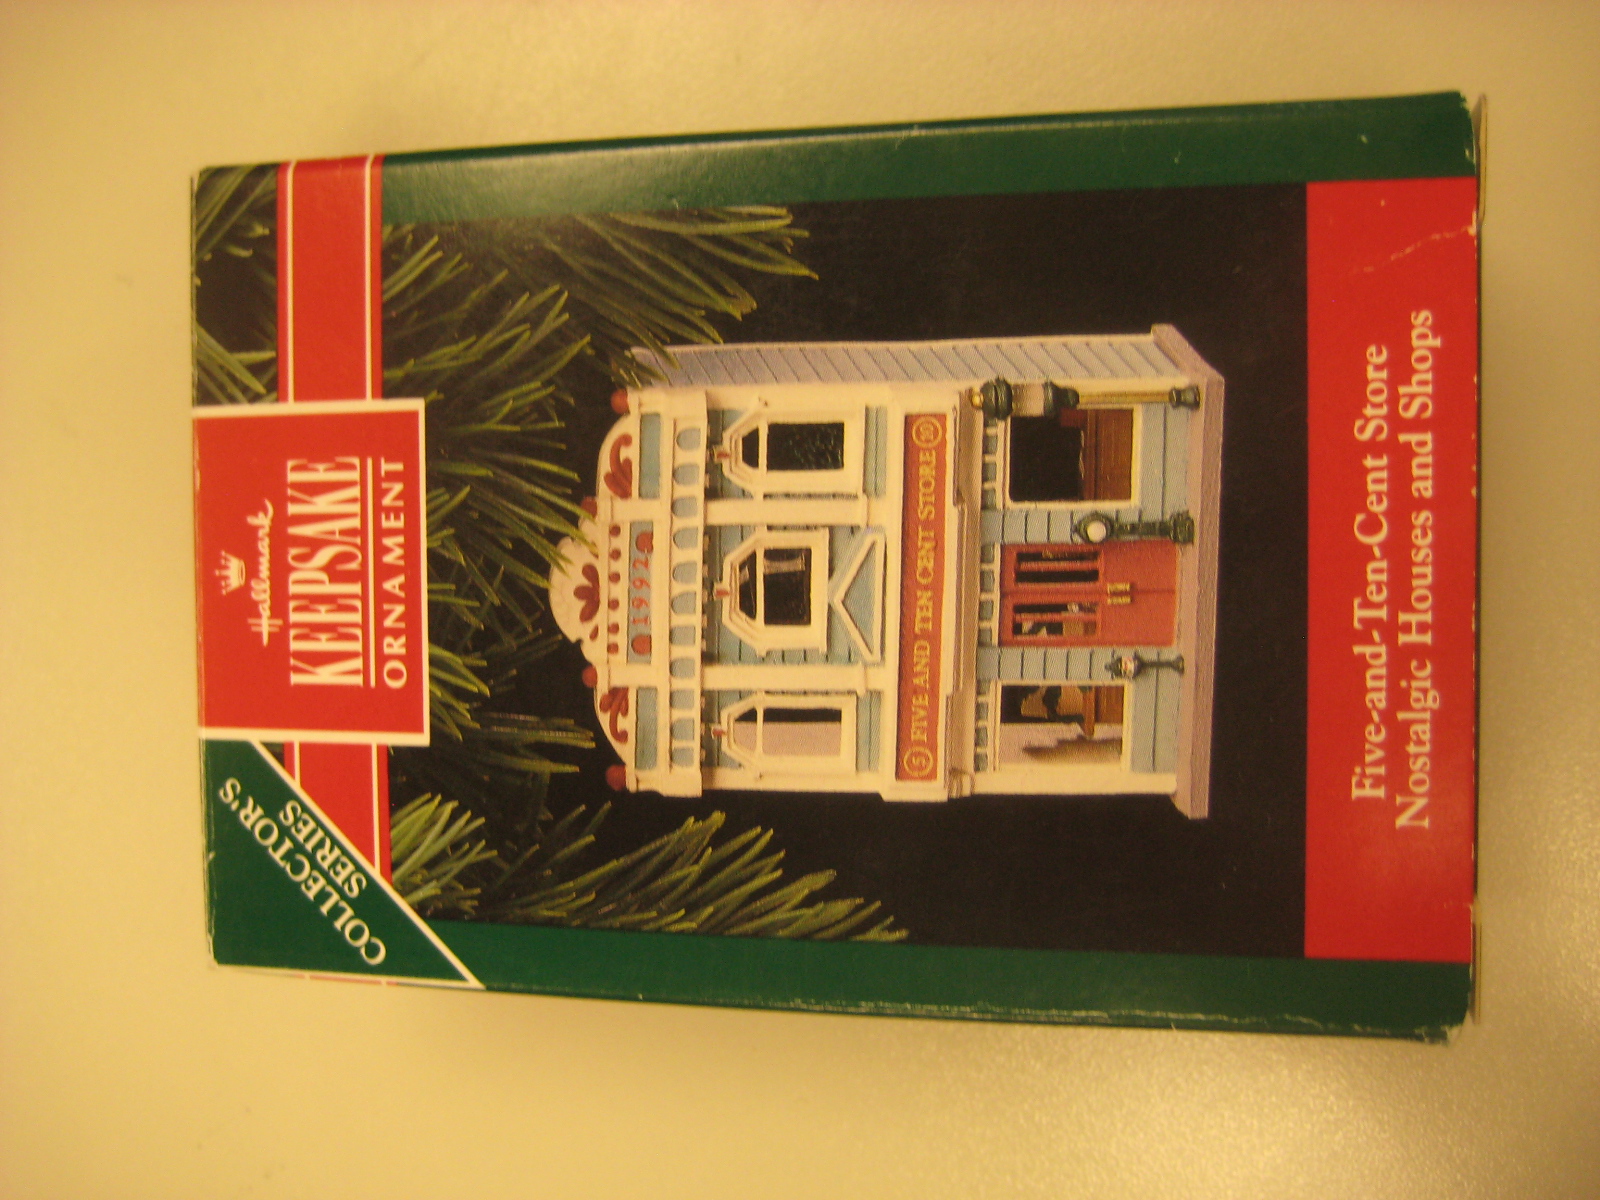 COLLECTOR'S
SERIES
Hallmark
KEEPSAKE
ORNAMENT
1992
5 FIVE AND TEN CENT STORE 10
Five-and-Ten-Cent Store
Nostalgic Houses and Shops